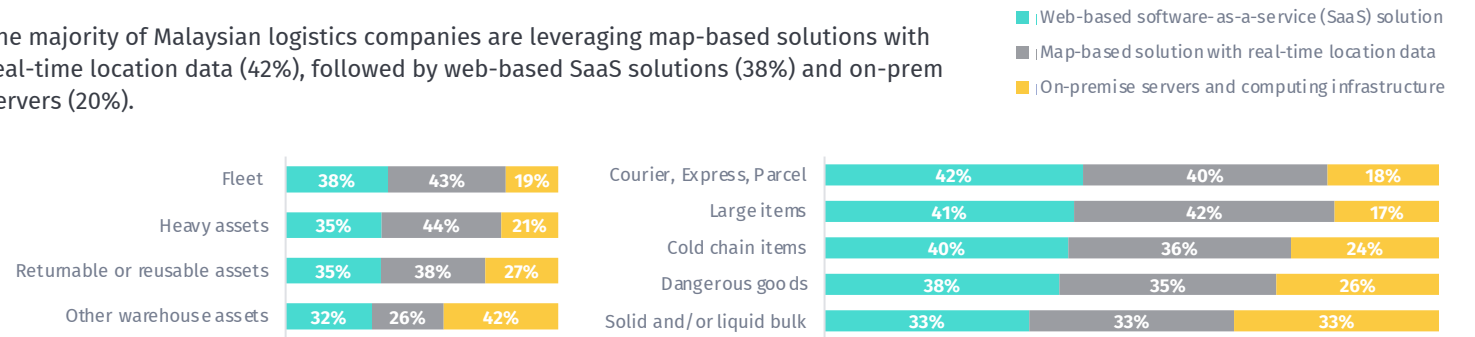 he majority of Malaysian logistics companies are leveraging map-based solutions with
eal-time location data (42%), followed by web-based SaaS solutions (38%) and on-prem
ervers (20%).
Web-based software-as-a-service (SaaS) solution
Map-based solution with real-time location data
On-premise servers and computing infrastructure
Fleet 38% 43% 19%
Heavy assets 35% 44% 21%
Returnable or reusable assets 35% 38% 27%
Other warehouse assets 32% 26% 42%
Courier, Express, Parcel 42% 40% 18%
Large items 41% 42% 17%
Cold chain items 40% 36% 24%
Dangerous goods 38% 35% 26%
Solid and/or liquid bulk 33% 33% 33%